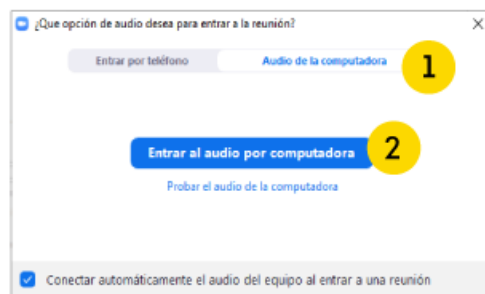 ¿Que opción de audio desea para entrar a la reunión?
Entrar por teléfono
Audio de la computadora
1
Entrar al audio por computadora
2
Probar el audio de la computadora
Conectar automáticamente el audio del equipo al entrar a una reunión